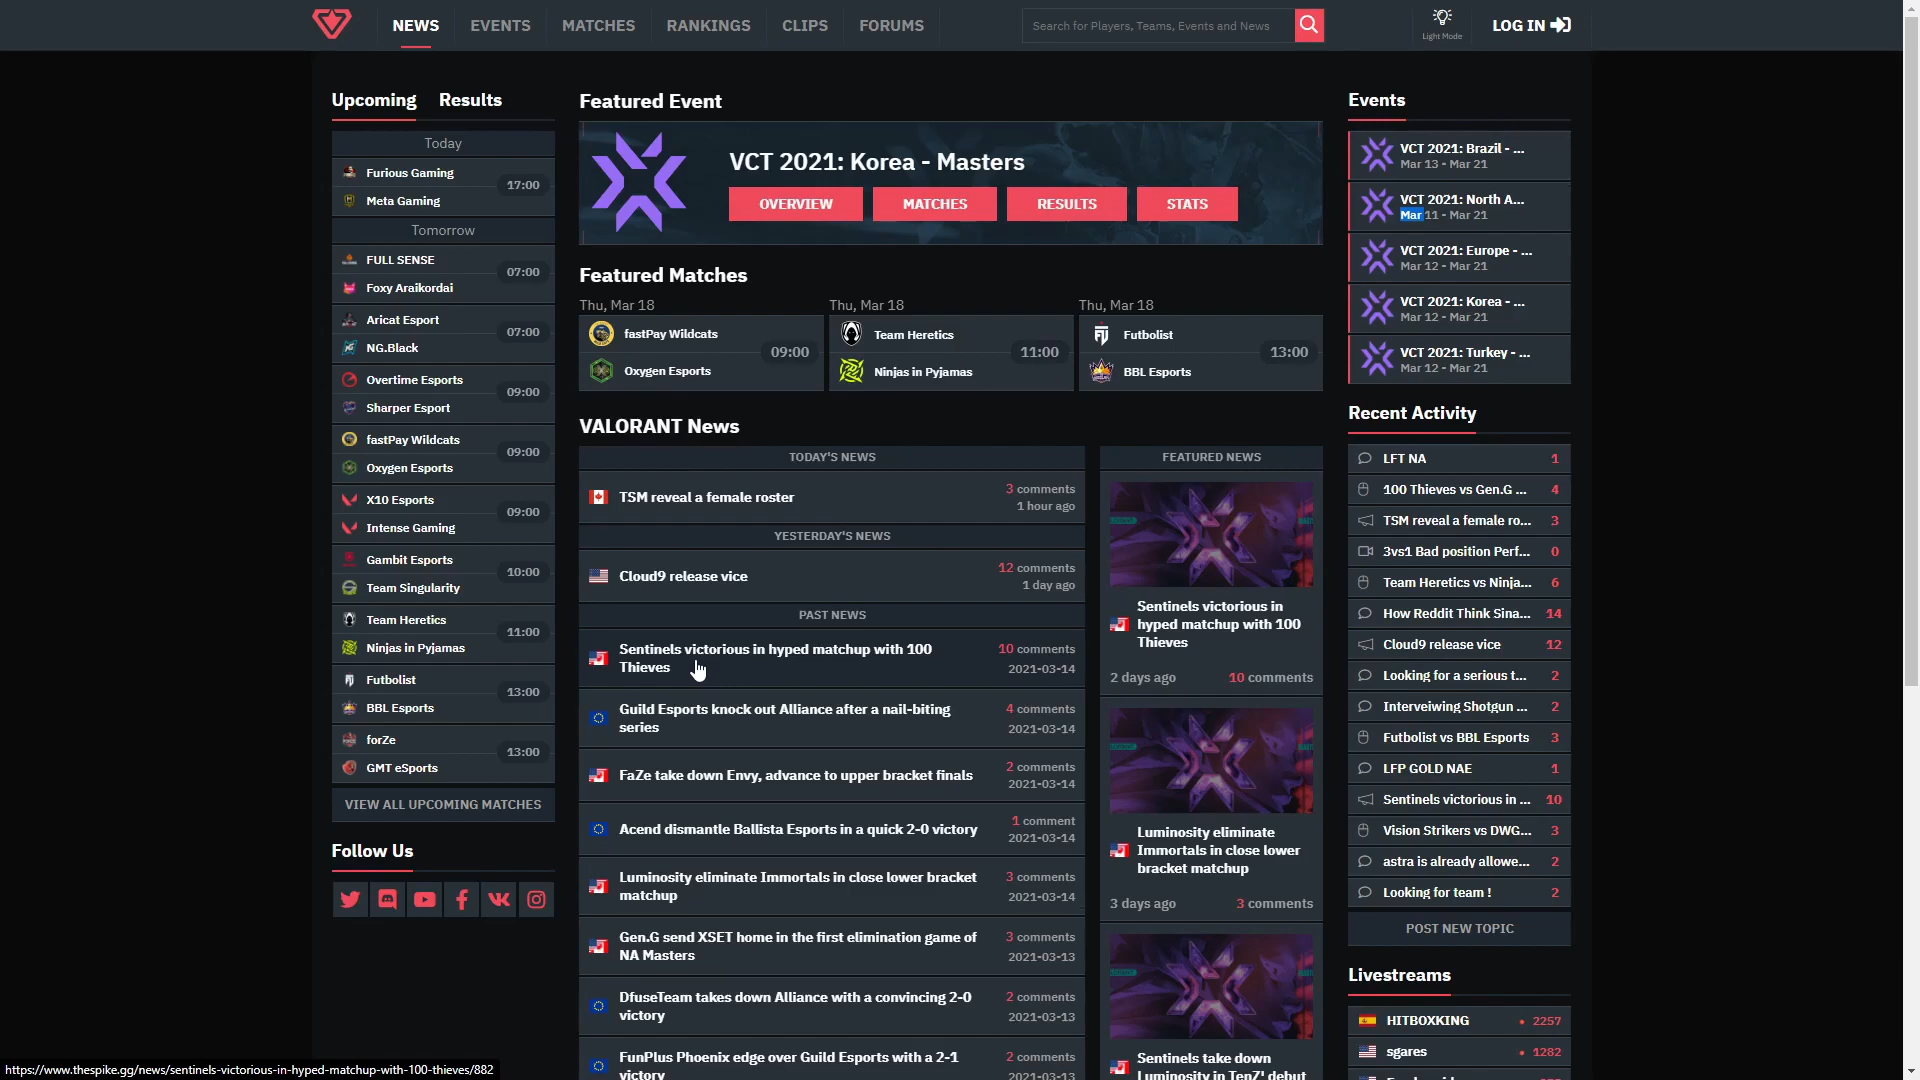 NEWS
EVENTS
MATCHES
RANKINGS
CLIPS
FORUMS
Search for Players, Teams, Events and News
Light Mode
LOG IN
Upcoming
Results
Today
Furious Gaming
Meta Gaming
17:00
Tomorrow
FULL SENSE
Foxy Araikordai
07:00
Aricat Esport
NG.Black
07:00
Overtime Esports
Sharper Esport
09:00
fastPay Wildcats
Oxygen Esports
09:00
X10 Esports
Intense Gaming
09:00
Gambit Esports
Team Singularity
10:00
Team Heretics
Ninjas in Pyjamas
11:00
Futbolist
BBL Esports
13:00
forZe
GMT eSports
13:00
VIEW ALL UPCOMING MATCHES
Follow Us
Featured Event
VCT 2021: Korea - Masters
OVERVIEW
MATCHES
RESULTS
STATS
Featured Matches
Thu, Mar 18
fastPay Wildcats
Oxygen Esports
09:00
Thu, Mar 18
Team Heretics
Ninjas in Pyjamas
11:00
Thu, Mar 18
Futbolist
BBL Esports
13:00
VALORANT News
TODAY'S NEWS
TSM reveal a female roster
3 comments
1 hour ago
YESTERDAY'S NEWS
Cloud9 release vice
12 comments
1 day ago
PAST NEWS
Sentinels victorious in hyped matchup with 100
Thieves
10 comments
2021-03-14
Guild Esports knock out Alliance after a nail-biting
series
4 comments
2021-03-14
FaZe take down Envy, advance to upper bracket finals
2 comments
2021-03-14
Acend dismantle Ballista Esports in a quick 2-0 victory
1 comment
2021-03-14
Luminosity eliminate Immortals in close lower bracket
matchup
3 comments
2021-03-14
Gen.G send XSET home in the first elimination game of
NA Masters
3 comments
2021-03-13
DfuseTeam takes down Alliance with a convincing 2-0
victory
2 comments
2021-03-13
FunPlus Phoenix edge over Guild Esports with a 2-1
victory
2 comments
2021-03-13
FEATURED NEWS
Sentinels victorious in
hyped matchup with 100
Thieves
2 days ago
10 comments
Luminosity eliminate
Immortals in close lower
bracket matchup
3 days ago
3 comments
Sentinels take down
Luminosity in TenZ' debut
Events
VCT 2021: Brazil - ...
Mar 13 - Mar 21
VCT 2021: North A...
Mar 11 - Mar 21
VCT 2021: Europe - ...
Mar 12 - Mar 21
VCT 2021: Korea - ...
Mar 12 - Mar 21
VCT 2021: Turkey - ...
Mar 12 - Mar 21
Recent Activity
LFT NA 1
100 Thieves vs Gen.G ... 4
TSM reveal a female ro... 3
3vs1 Bad position Perf... 0
Team Heretics vs Ninja... 6
How Reddit Think Sina... 14
Cloud9 release vice 12
Looking for a serious t... 2
Interveiwing Shotgun ... 2
Futbolist vs BBL Esports 3
LFP GOLD NAE 1
Sentinels victorious in ... 10
Vision Strikers vs DWG... 3
astra is already allowe... 2
Looking for team ! 2
POST NEW TOPIC
Livestreams
HITBOXKING 2257
sgares 1282
https://www.thespike.gg/news/sentinels-victorious-in-hyped-matchup-with-100-thieves/882